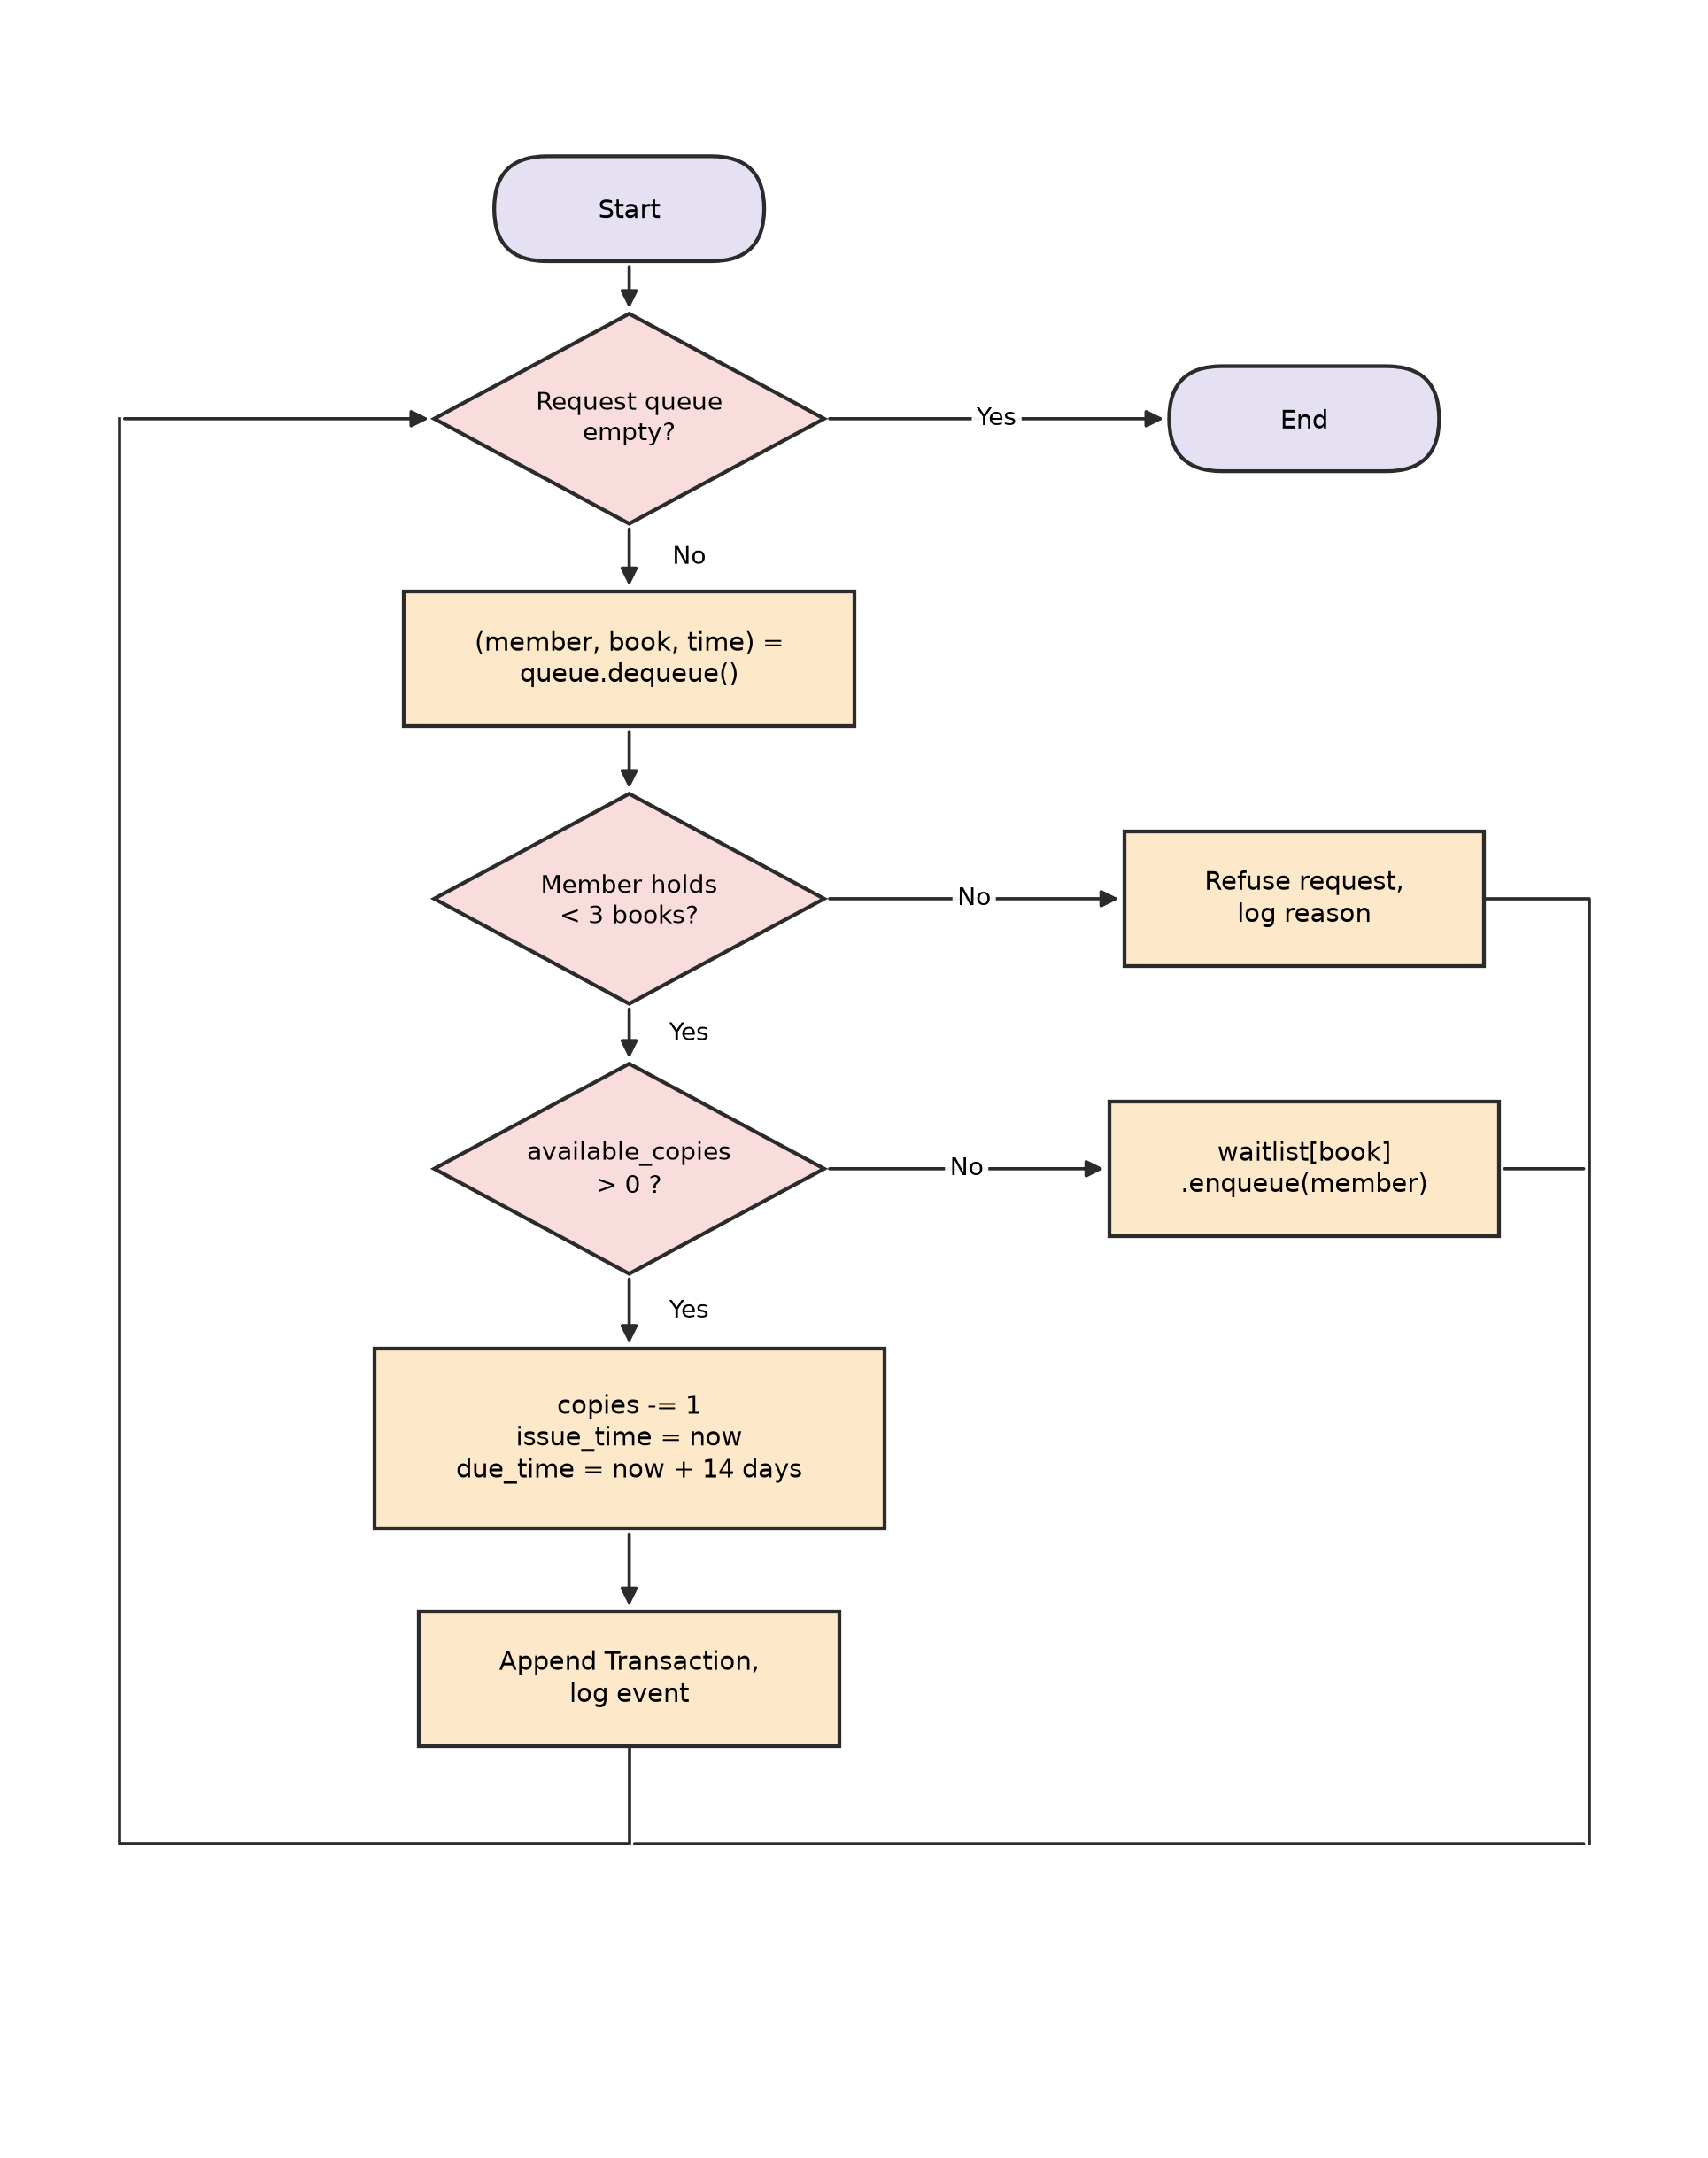 Start
Request queue
empty?
Yes
End
No
(member, book, time) =
queue.dequeue()
Member holds
< 3 books?
No
Refuse request,
log reason
Yes
available_copies
> 0 ?
No
waitlist[book]
.enqueue(member)
Yes
copies -= 1
issue_time = now
due_time = now + 14 days
Append Transaction,
log event